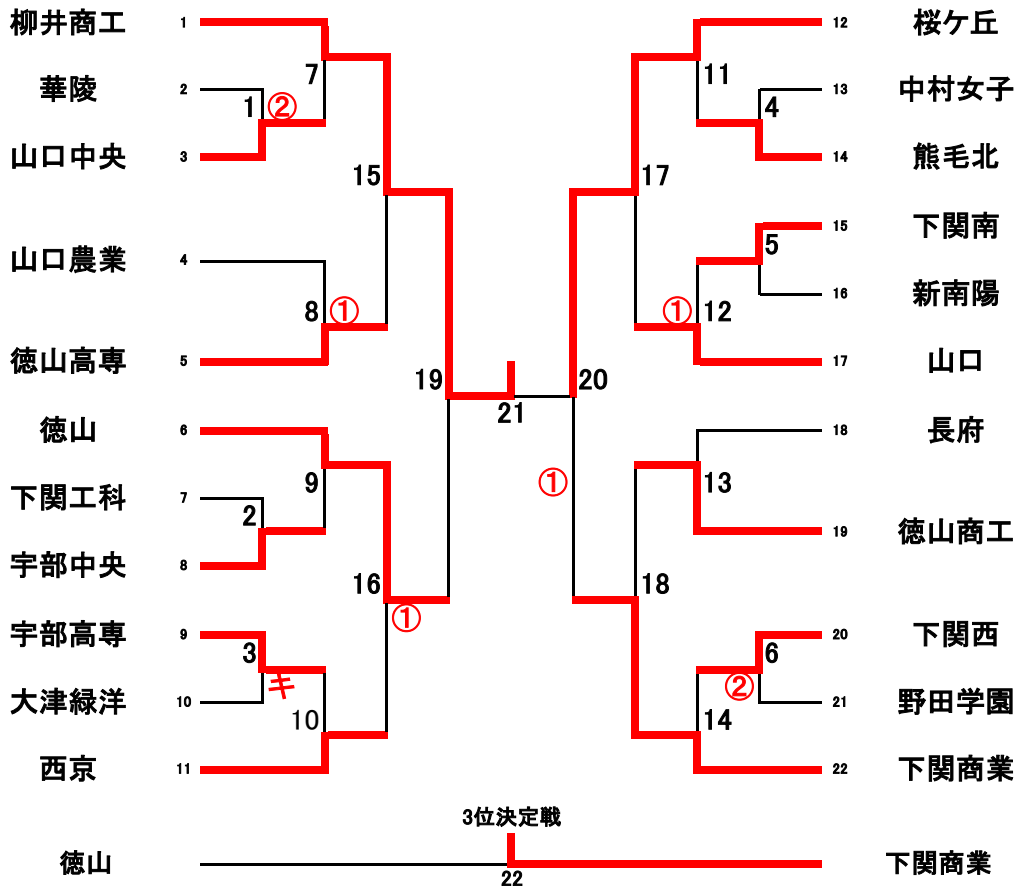 柳井商工 1
華陵 2
山口中央 3
山口農業 4
徳山高専 5
徳山 6
下関工科 7
宇部中央 8
宇部高専 9
大津緑洋 10
西京 11
1 ②
2
3 キ
7
8 ①
9
10
15
16 ①
19
21
20 ①
17
18
11
12 ①
13
14
4
5
6 ②
12 桜ケ丘
13 中村女子
14 熊毛北
15 下関南
16 新南陽
17 山口
18 長府
19 徳山商工
20 下関西
21 野田学園
22 下関商業
3位決定戦
徳山 22 下関商業